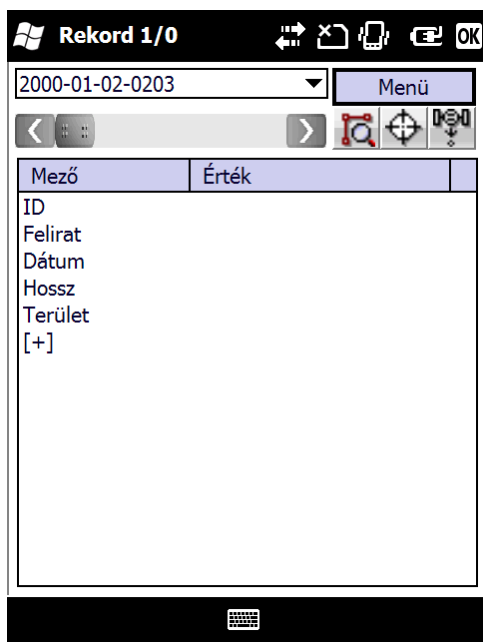 Rekord 1/0
OK
2000-01-02-0203
Menü
Mező Érték
ID
Felirat
Dátum
Hossz
Terület
[+]